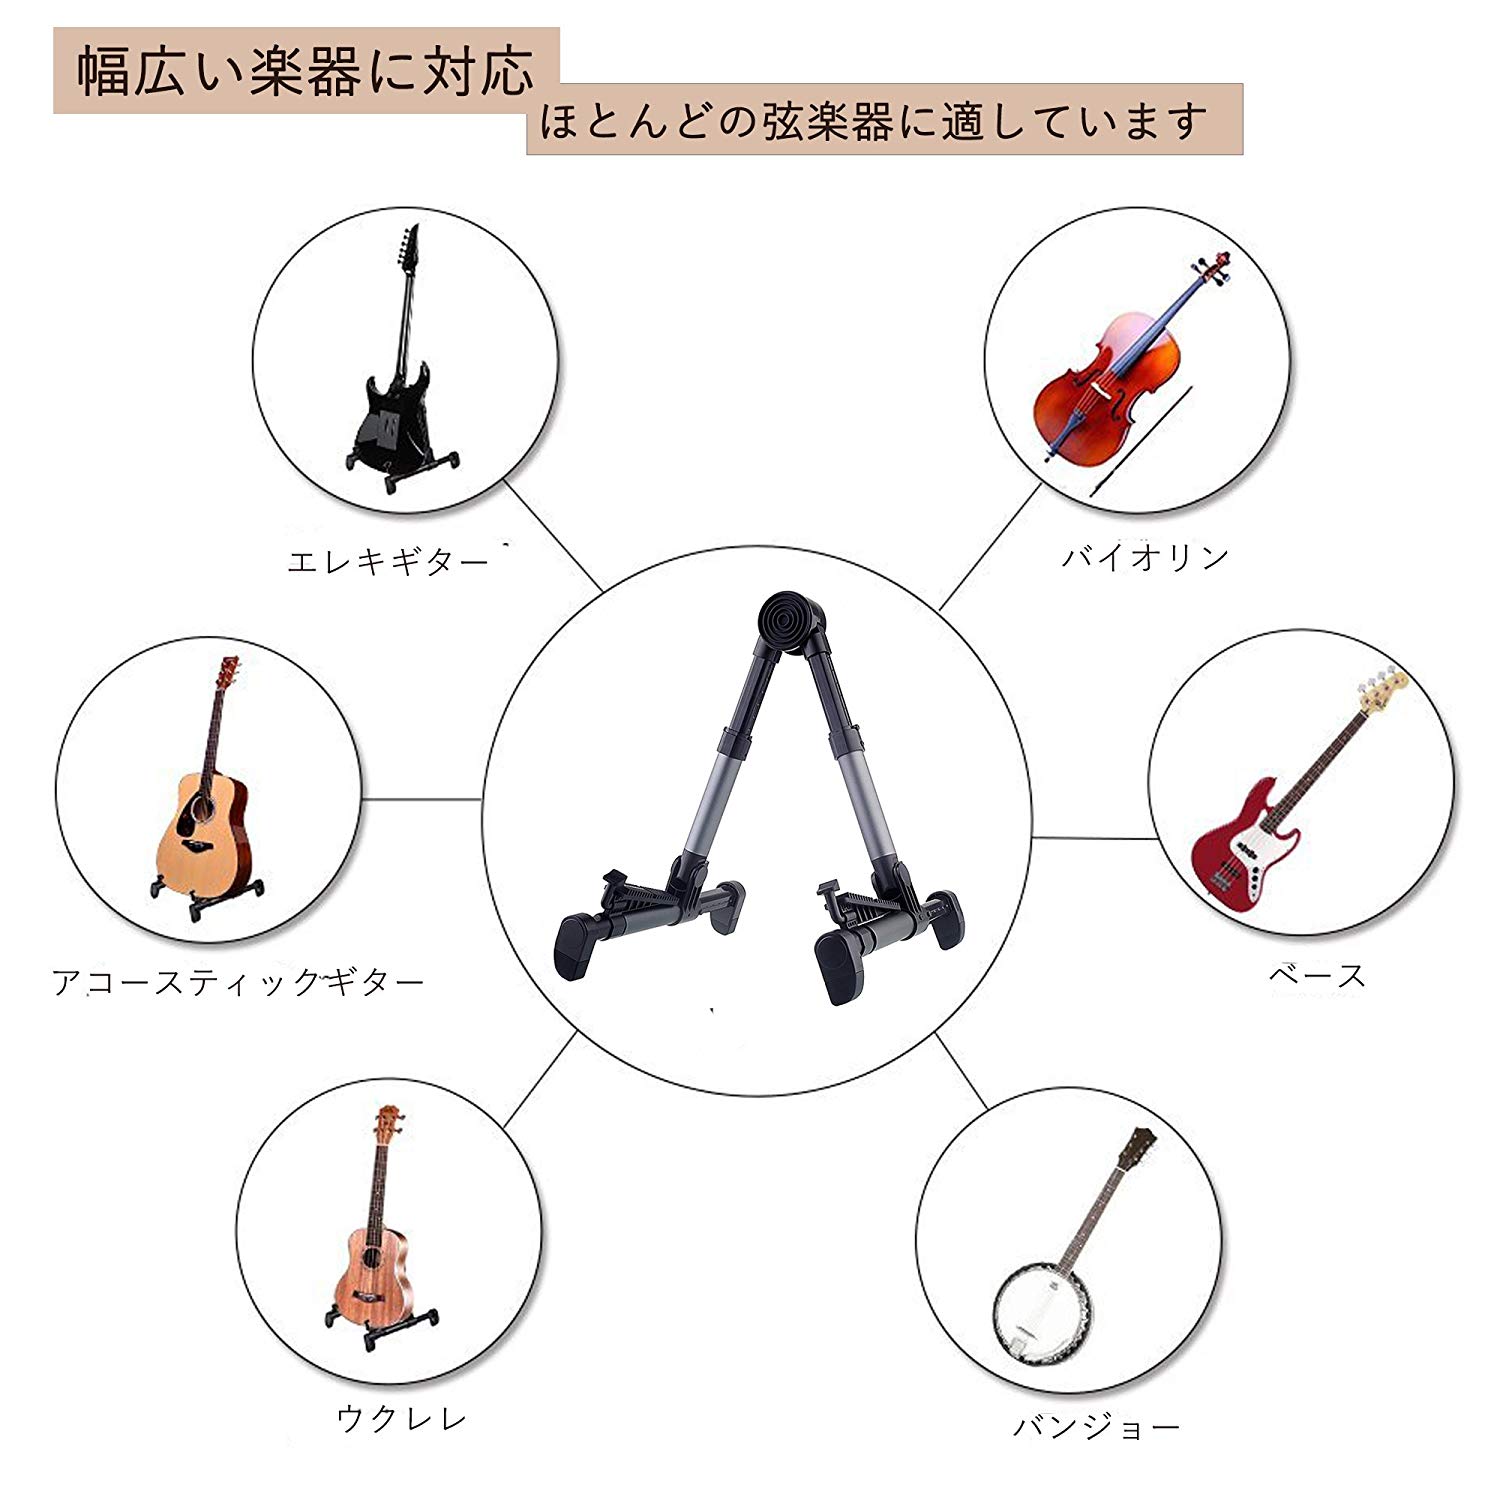 幅広い楽器に対応
ほとんどの弦楽器に適しています
エレキギター
バイオリン
アコースティックギター
ベース
ウクレレ
バンジョー